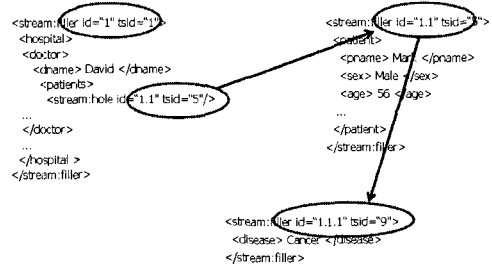 <stream:filler id="1" tsid="1">
<hospital>
<doctor>
<dname> David </dname>
<patients>
<stream:hole id="1.1" tsid="5"/>
...
</doctor>
...
</hospital >
</stream:filler>
<stream:filler id="1.1" tsid="5">
<patient>
<pname> Mark </pname>
<sex> Male </sex>
<age> 56 </age>
...
</patient>
</stream:filler>
<stream:filler id="1.1.1" tsid="9">
<disease> Cancer </disease>
</stream:filler>